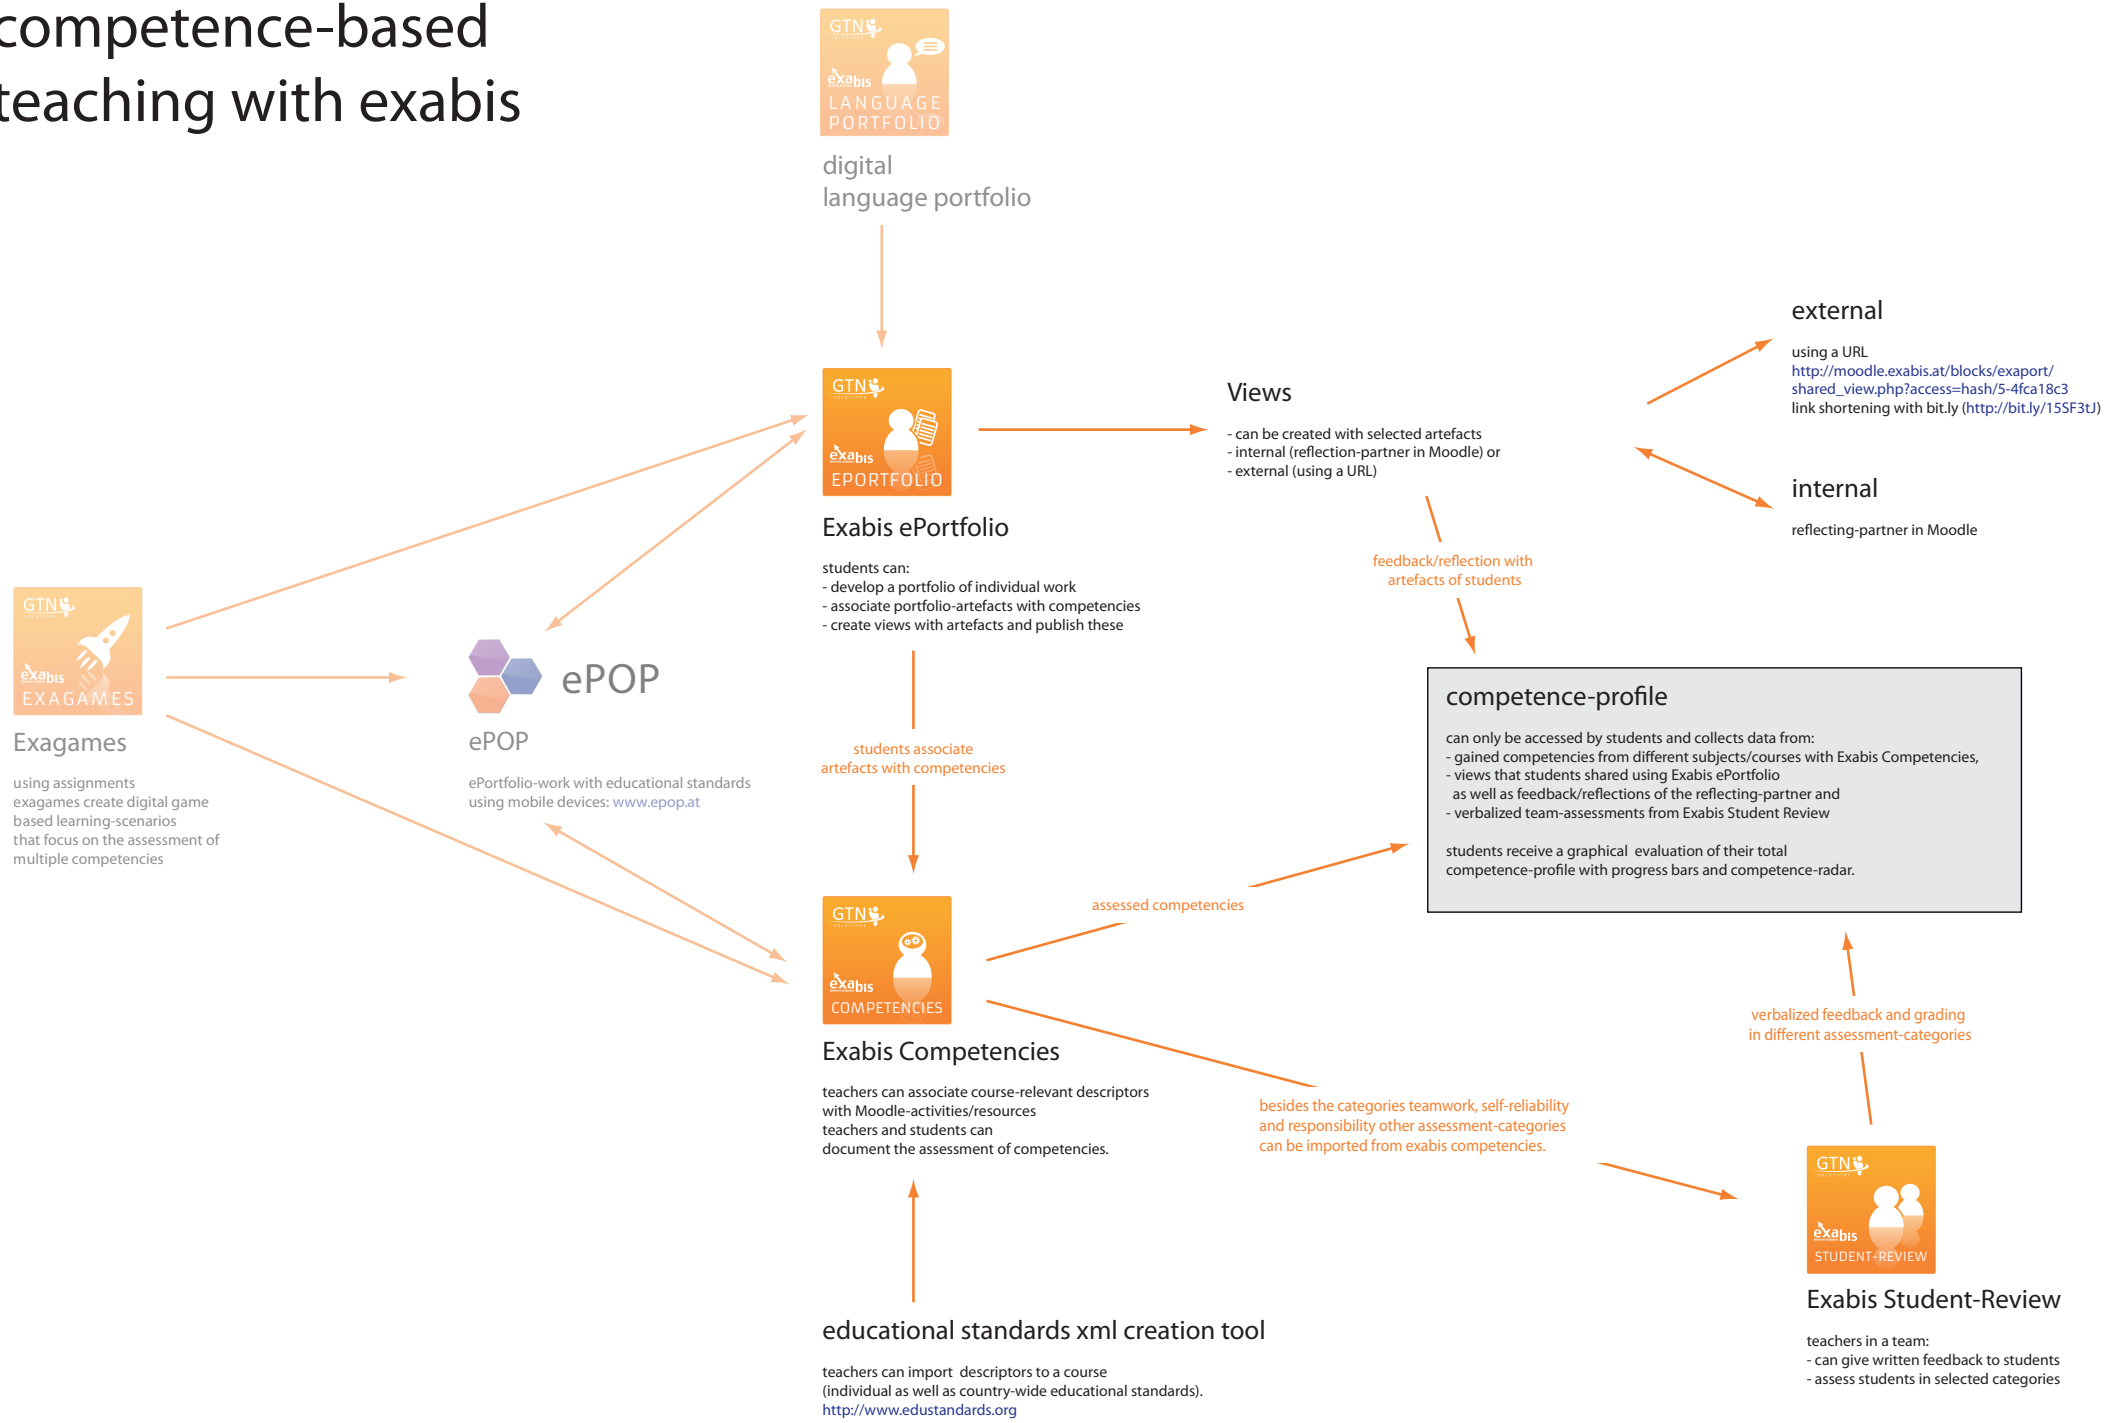 competence-based
teaching with exabis
GTN
SOLUTIONS
exabis
LANGUAGE
PORTFOLIO
digital
language portfolio
external
using a URL
http://moodle.exabis.at/blocks/exaport/
shared_view.php?access=hash/5-4fca18c3
link shortening with bit.ly (http://bit.ly/15SF3tJ)
GTN
SOLUTIONS
exabis
EPORTFOLIO
Views
- can be created with selected artefacts
- internal (reflection-partner in Moodle) or
- external (using a URL)
internal
reflecting-partner in Moodle
Exabis ePortfolio
students can:
- develop a portfolio of individual work
- associate portfolio-artefacts with competencies
- create views with artefacts and publish these
feedback/reflection with
artefacts of students
GTN
SOLUTIONS
exabis
EXAGAMES
Exagames
using assignments
exagames create digital game
based learning-scenarios
that focus on the assessment of
multiple competencies
ePOP
ePOP
ePortfolio-work with educational standards
using mobile devices: www.epop.at
students associate
artefacts with competencies
competence-profile
can only be accessed by students and collects data from:
- gained competencies from different subjects/courses with Exabis Competencies,
- views that students shared using Exabis ePortfolio
as well as feedback/reflections of the reflecting-partner and
- verbalized team-assessments from Exabis Student Review
students receive a graphical evaluation of their total
competence-profile with progress bars and competence-radar.
GTN
SOLUTIONS
exabis
COMPETENCIES
assessed competencies
Exabis Competencies
teachers can associate course-relevant descriptors
with Moodle-activities/resources
teachers and students can
document the assessment of competencies.
verbalized feedback and grading
in different assessment-categories
besides the categories teamwork, self-reliability
and responsibility other assessment-categories
can be imported from exabis competencies.
GTN
SOLUTIONS
exabis
STUDENT-REVIEW
Exabis Student-Review
teachers in a team:
- can give written feedback to students
- assess students in selected categories
educational standards xml creation tool
teachers can import descriptors to a course
(individual as well as country-wide educational standards).
http://www.edustandards.org